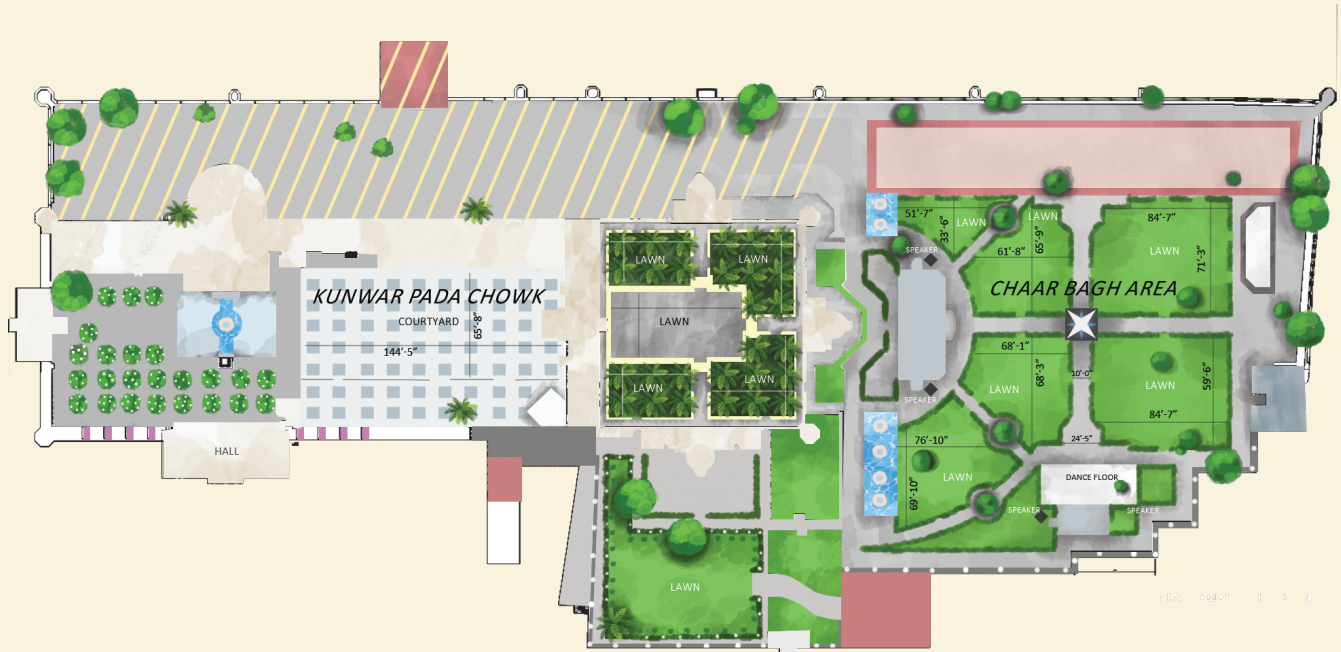 KUNWAR PADA CHOWK
COURTYARD
65'-8"
144'-5"
HALL
LAWN
LAWN
LAWN
LAWN
LAWN
LAWN
CHAAR BAGH AREA
51'-7"
33'-6"
LAWN
LAWN
61'-8"
65'-9"
84'-7"
LAWN
71'-3"
SPEAKER
68'-1"
68'-3"
LAWN
10'-0"
LAWN
59'-6"
84'-7"
SPEAKER
24'-5"
76'-10"
LAWN
69'-10"
DANCE FLOOR
SPEAKER
SPEAKER